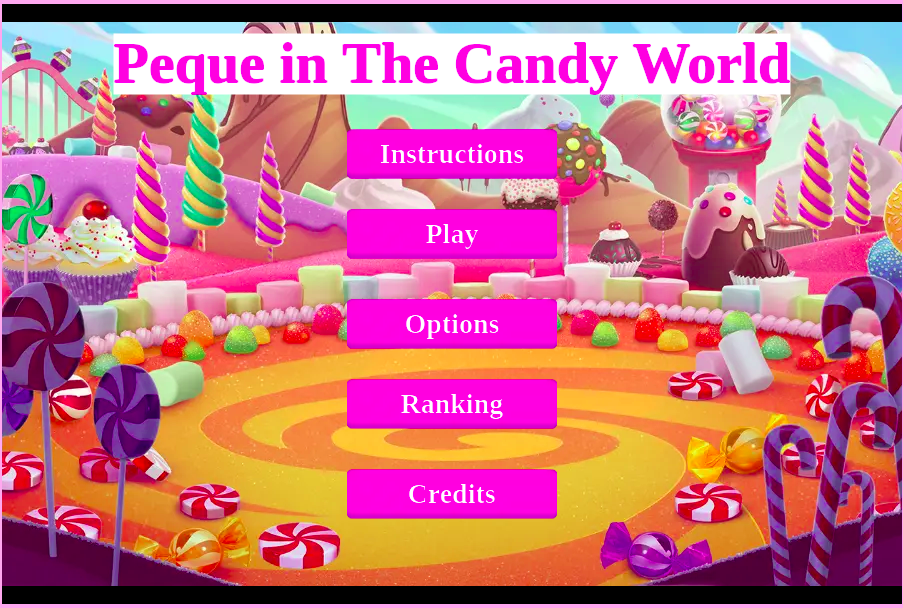 Peque in The Candy World
Instructions
Play
Options
Ranking
Credits